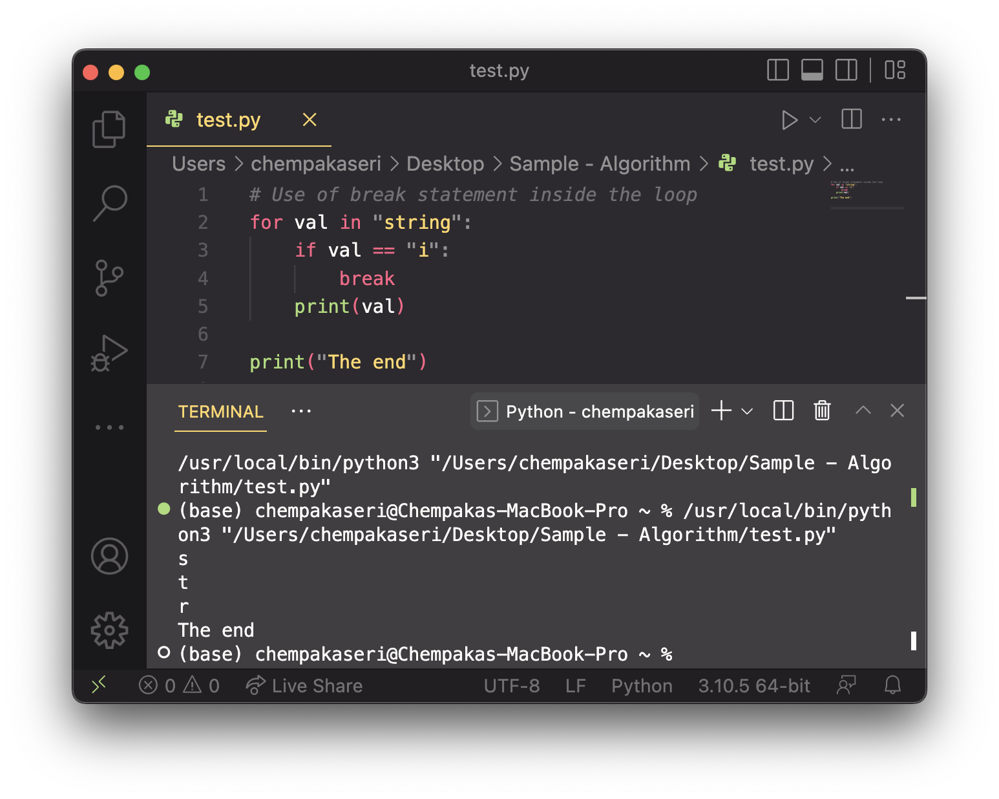 test.py
test.py
Users > chempakaseri > Desktop > Sample - Algorithm > test.py > ...
1 # Use of break statement inside the loop
2 for val in "string":
3     if val == "i":
4         break
5     print(val)
6
7 print("The end")
TERMINAL ... Python - chempakaseri
/usr/local/bin/python3 "/Users/chempakaseri/Desktop/Sample - Algo
rithm/test.py"
(base) chempakaseri@Chempakas-MacBook-Pro ~ % /usr/local/bin/pyth
on3 "/Users/chempakaseri/Desktop/Sample - Algorithm/test.py"
s
t
r
The end
(base) chempakaseri@Chempakas-MacBook-Pro ~ %
0 0 Live Share UTF-8 LF Python 3.10.5 64-bit